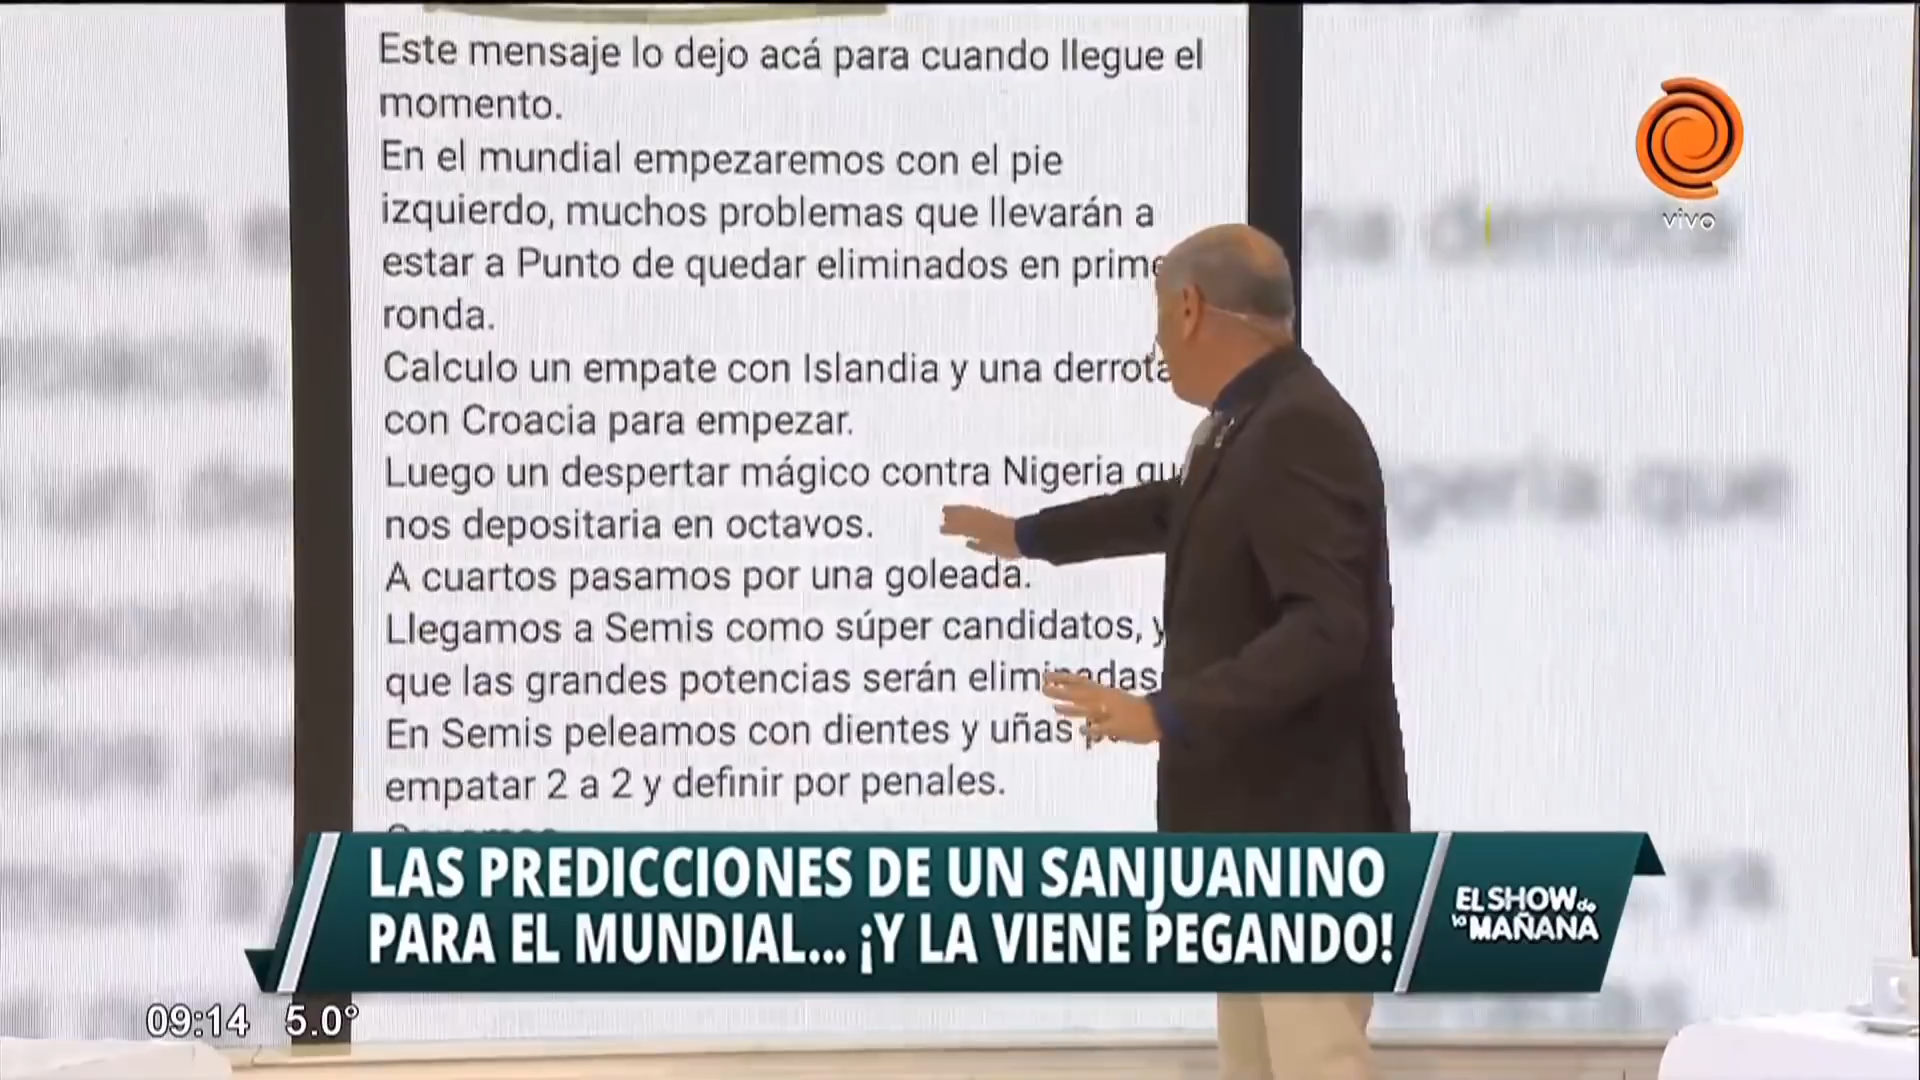 Este mensaje lo dejo acá para cuando llegue el
momento.
En el mundial empezaremos con el pie
izquierdo, muchos problemas que llevarán a
estar a Punto de quedar eliminados en prime
ronda.
Calculo un empate con Islandia y una derrota
con Croacia para empezar.
Luego un despertar mágico contra Nigeria qu
nos depositaria en octavos.
A cuartos pasamos por una goleada.
Llegamos a Semis como súper candidatos, y
que las grandes potencias serán eliminadas
En Semis peleamos con dientes y uñas
empatar 2 a 2 y definir por penales.
vivo
LAS PREDICCIONES DE UN SANJUANINO
PARA EL MUNDIAL... ¡Y LA VIENE PEGANDO!
EL SHOW de
la MAÑANA
09:14 5.0°